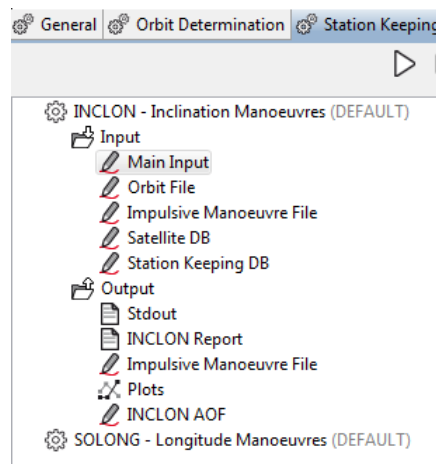 General Orbit Determination Station Keeping
INCLON - Inclination Manoeuvres (DEFAULT)
Input
Main Input
Orbit File
Impulsive Manoeuvre File
Satellite DB
Station Keeping DB
Output
Stdout
INCLON Report
Impulsive Manoeuvre File
Plots
INCLON AOF
SOLONG - Longitude Manoeuvres (DEFAULT)